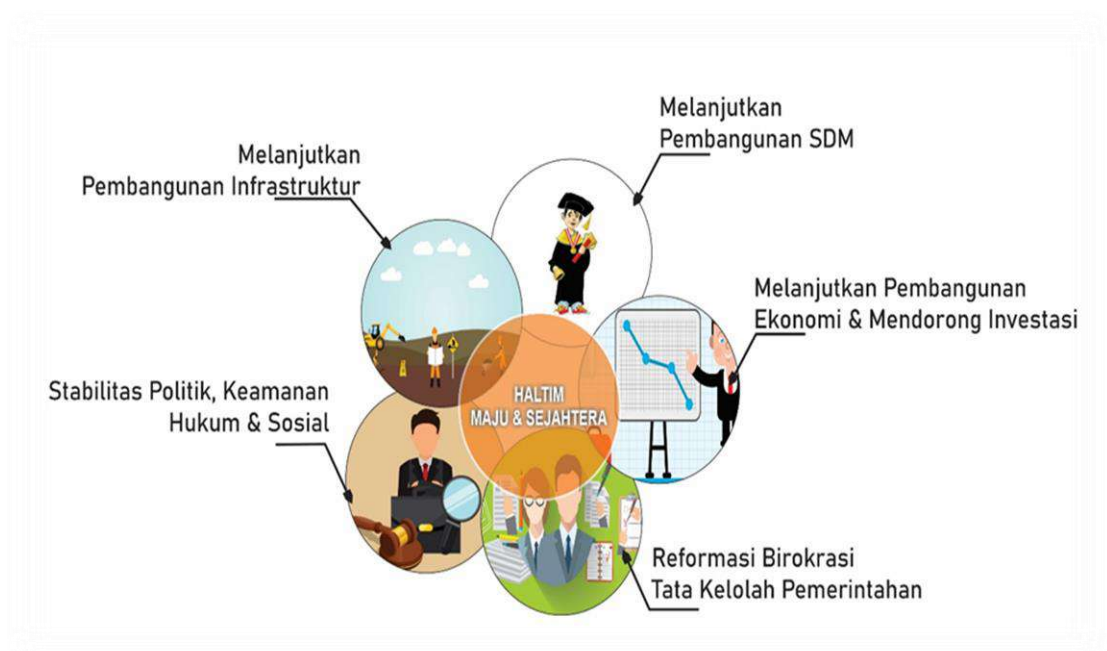 Melanjutkan
Pembangunan SDM
Melanjutkan
Pembangunan Infrastruktur
Melanjutkan Pembangunan
Ekonomi & Mendorong Investasi
Stabilitas Politik, Keamanan
Hukum & Sosial
HALTIM
MAJU & SEJAHTERA
Reformasi Birokrasi
Tata Kelolah Pemerintahan